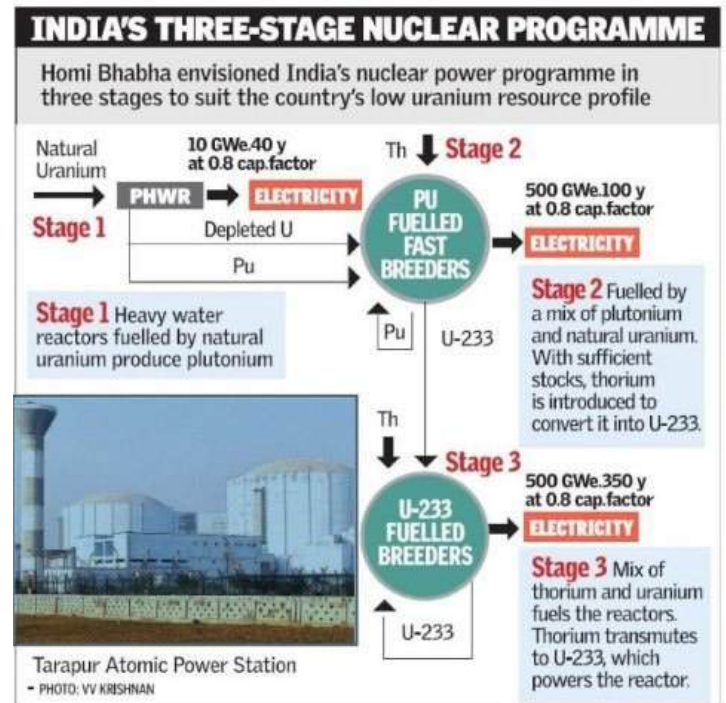 INDIA'S THREE-STAGE NUCLEAR PROGRAMME
Homi Bhabha envisioned India's nuclear power programme in
three stages to suit the country's low uranium resource profile
Natural
Uranium
10 GWe.40 y
at 0.8 cap.factor
PHWR
ELECTRICITY
Stage 1
Depleted U
Pu
Th
Stage 2
PU
FUELLED
FAST
BREEDERS
500 GWe.100 y
at 0.8 cap.factor
ELECTRICITY
Stage 1 Heavy water
reactors fuelled by natural
uranium produce plutonium
Pu
U-233
Stage 2 Fuelled by
a mix of plutonium
and natural uranium.
With sufficient
stocks, thorium
is introduced to
convert it into U-233.
Th
Stage 3
U-233
FUELLED
BREEDERS
500 GWe.350 y
at 0.8 cap.factor
ELECTRICITY
U-233
Stage 3 Mix of
thorium and uranium
fuels the reactors.
Thorium transmutes
to U-233, which
powers the reactor.
Tarapur Atomic Power Station
- PHOTO: VV KRISHNAN